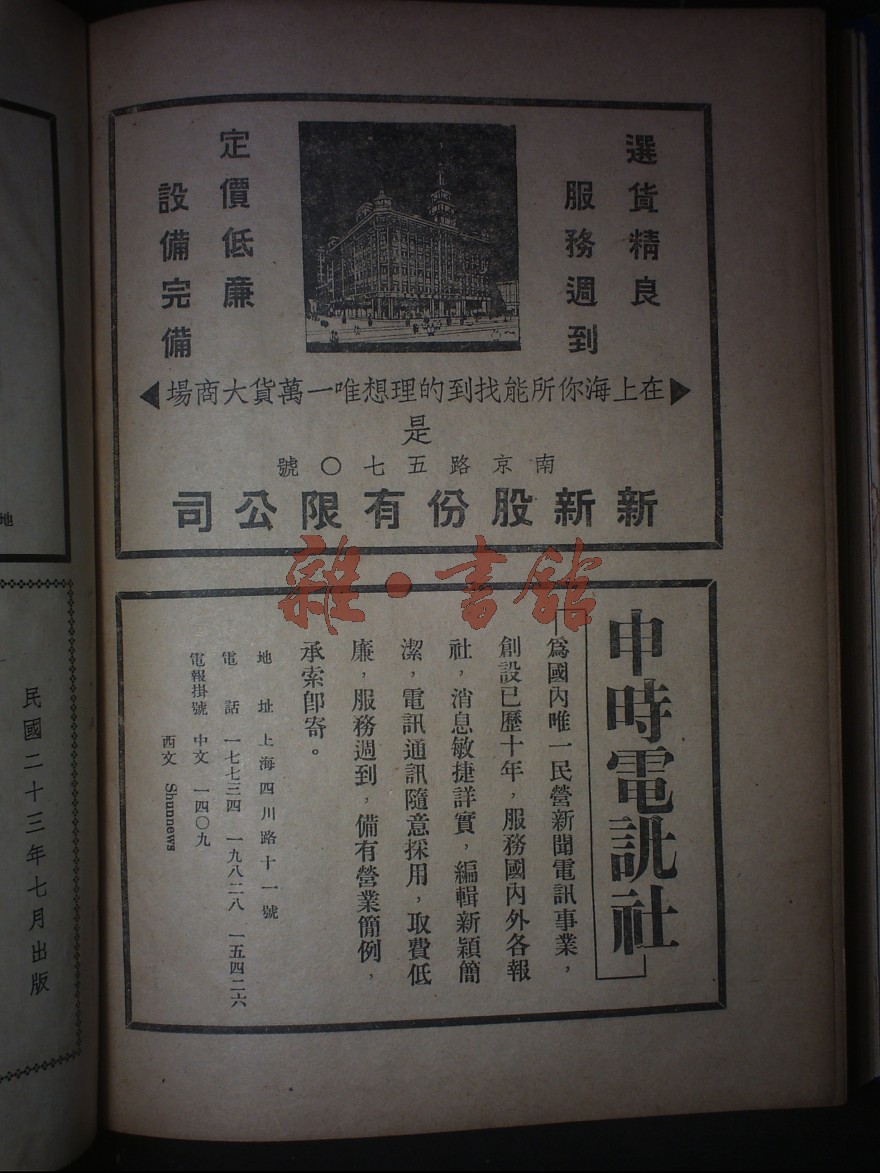 選貨精良
服務週到
定價低廉
設備完備
在上海你所能找到的理想唯一萬貨大商場
是
南京路五七〇號
新新股份有限公司
雜·書館
申時電訊社
為國內唯一民營新聞電訊事業，
創設已歷十年，服務國內外各報
社，消息敏捷詳實，編輯新穎簡
潔，電訊通訊隨意採用，取費低
廉，服務週到，備有營業簡例，
承索即寄。
地址 上海四川路十一號
電話 一七七三四 一九八二八 一五四二六
電報掛號 中文 一四〇九
西文 Shunnews
地
民國二十三年七月出版